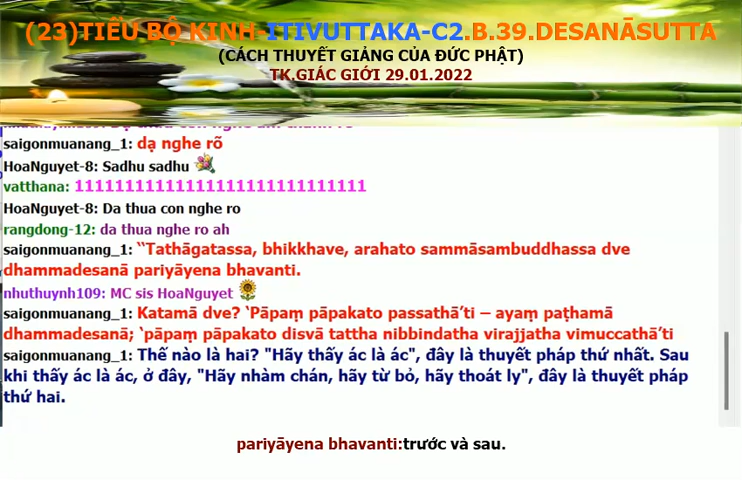 (23)TIỂU BỘ KINH-ITIVUTTAKA-C2.B.39.DESANĀSUTTA
(CÁCH THUYẾT GIẢNG CỦA ĐỨC PHẬT)
TK.GIÁC GIỚI 29.01.2022
saigonmuanang_1: dạ nghe rõ
HoaNguyet-8: Sadhu sadhu
vatthana: 11111111111111111111111111111
HoaNguyet-8: Da thua con nghe ro
rangdong-12: da thua nghe ro ah
saigonmuanang_1: ‘‘Tathāgatassa, bhikkhave, arahato sammāsambuddhassa dve
dhammadesanā pariyāyena bhavanti.
nhuthuynh109: MC sis HoaNguyet
saigonmuanang_1: Katamā dve? ‘Pāpaṃ pāpakato passathā’ti – ayaṃ paṭhamā
dhammadesanā; ‘pāpaṃ pāpakato disvā tattha nibbindatha virajjatha vimuccathā’ti
saigonmuanang_1: Thế nào là hai? "Hãy thấy ác là ác", đây là thuyết pháp thứ nhất. Sau
khi thấy ác là ác, ở đây, "Hãy nhàm chán, hãy từ bỏ, hãy thoát ly", đây là thuyết pháp
thứ hai.
pariyāyena bhavanti:trước và sau.